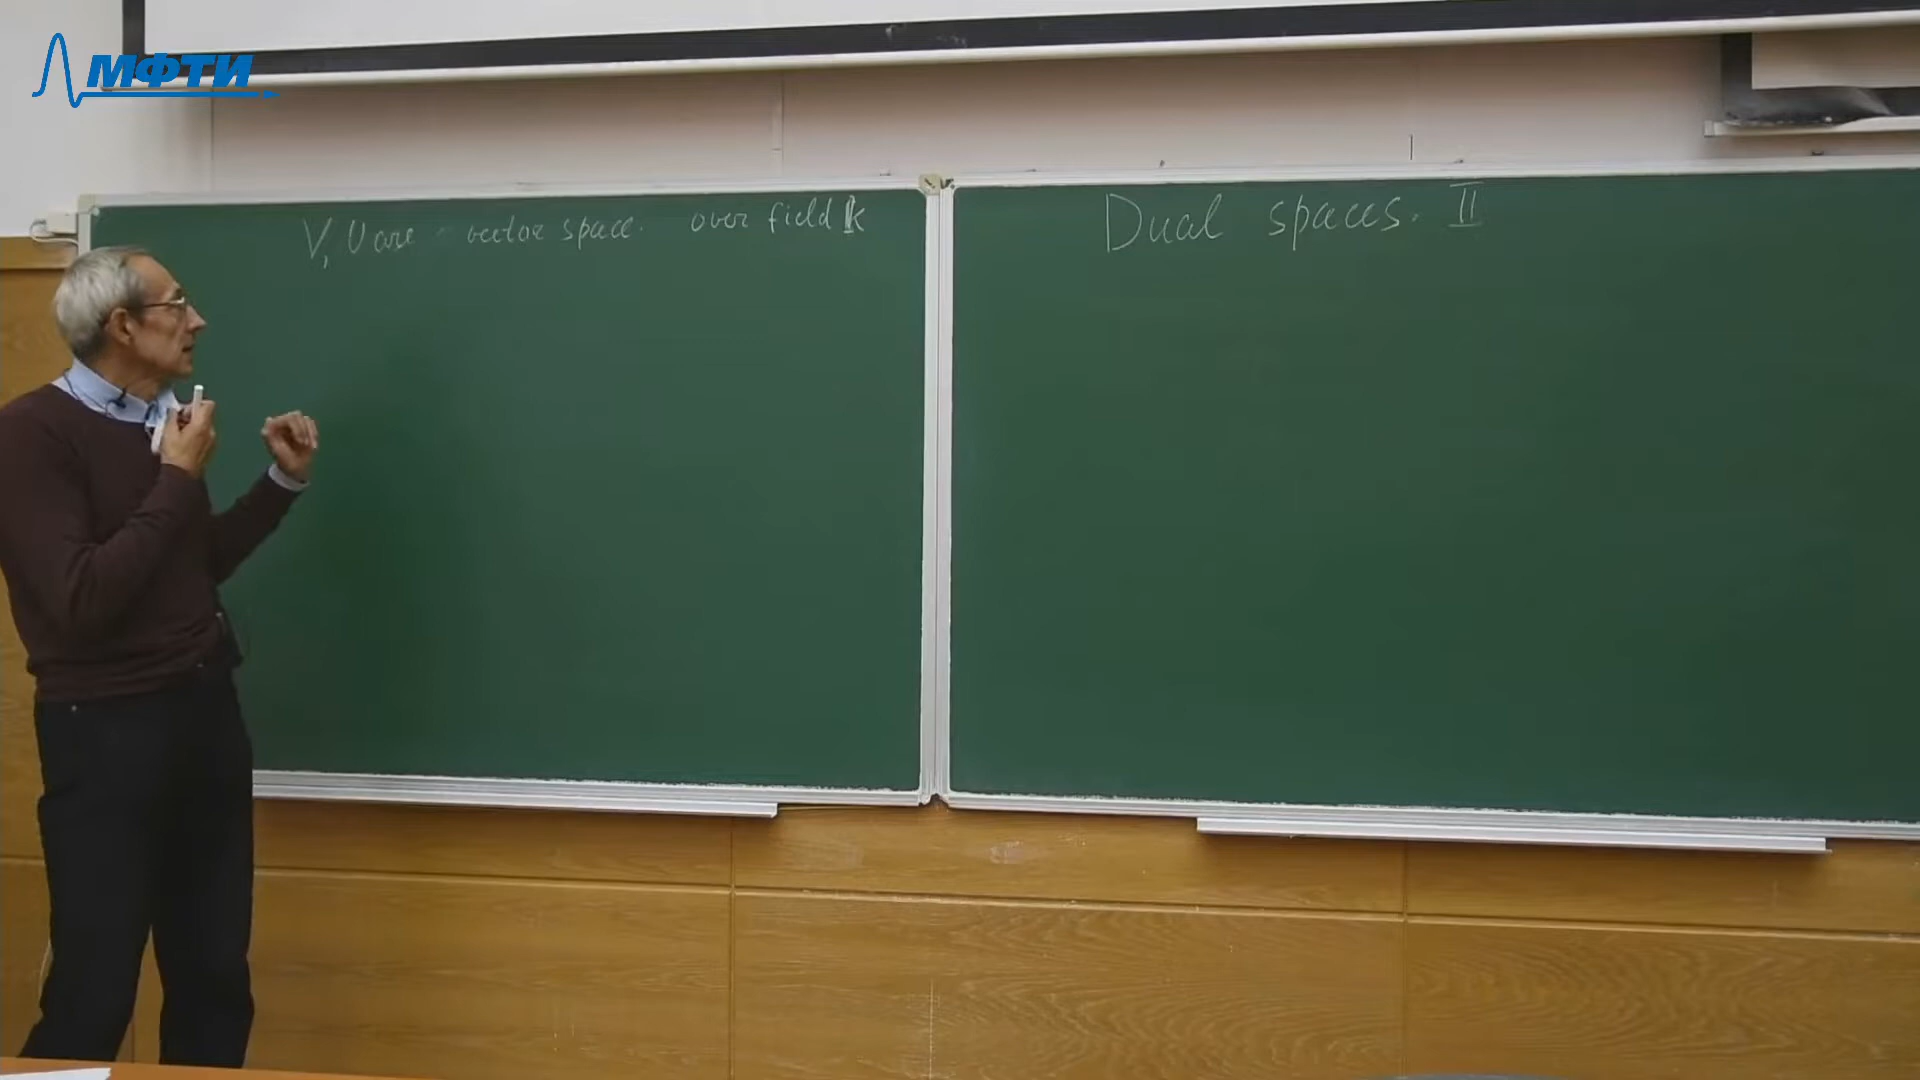 МФТИ
V, U are vector space. over field k
Dual spaces. II